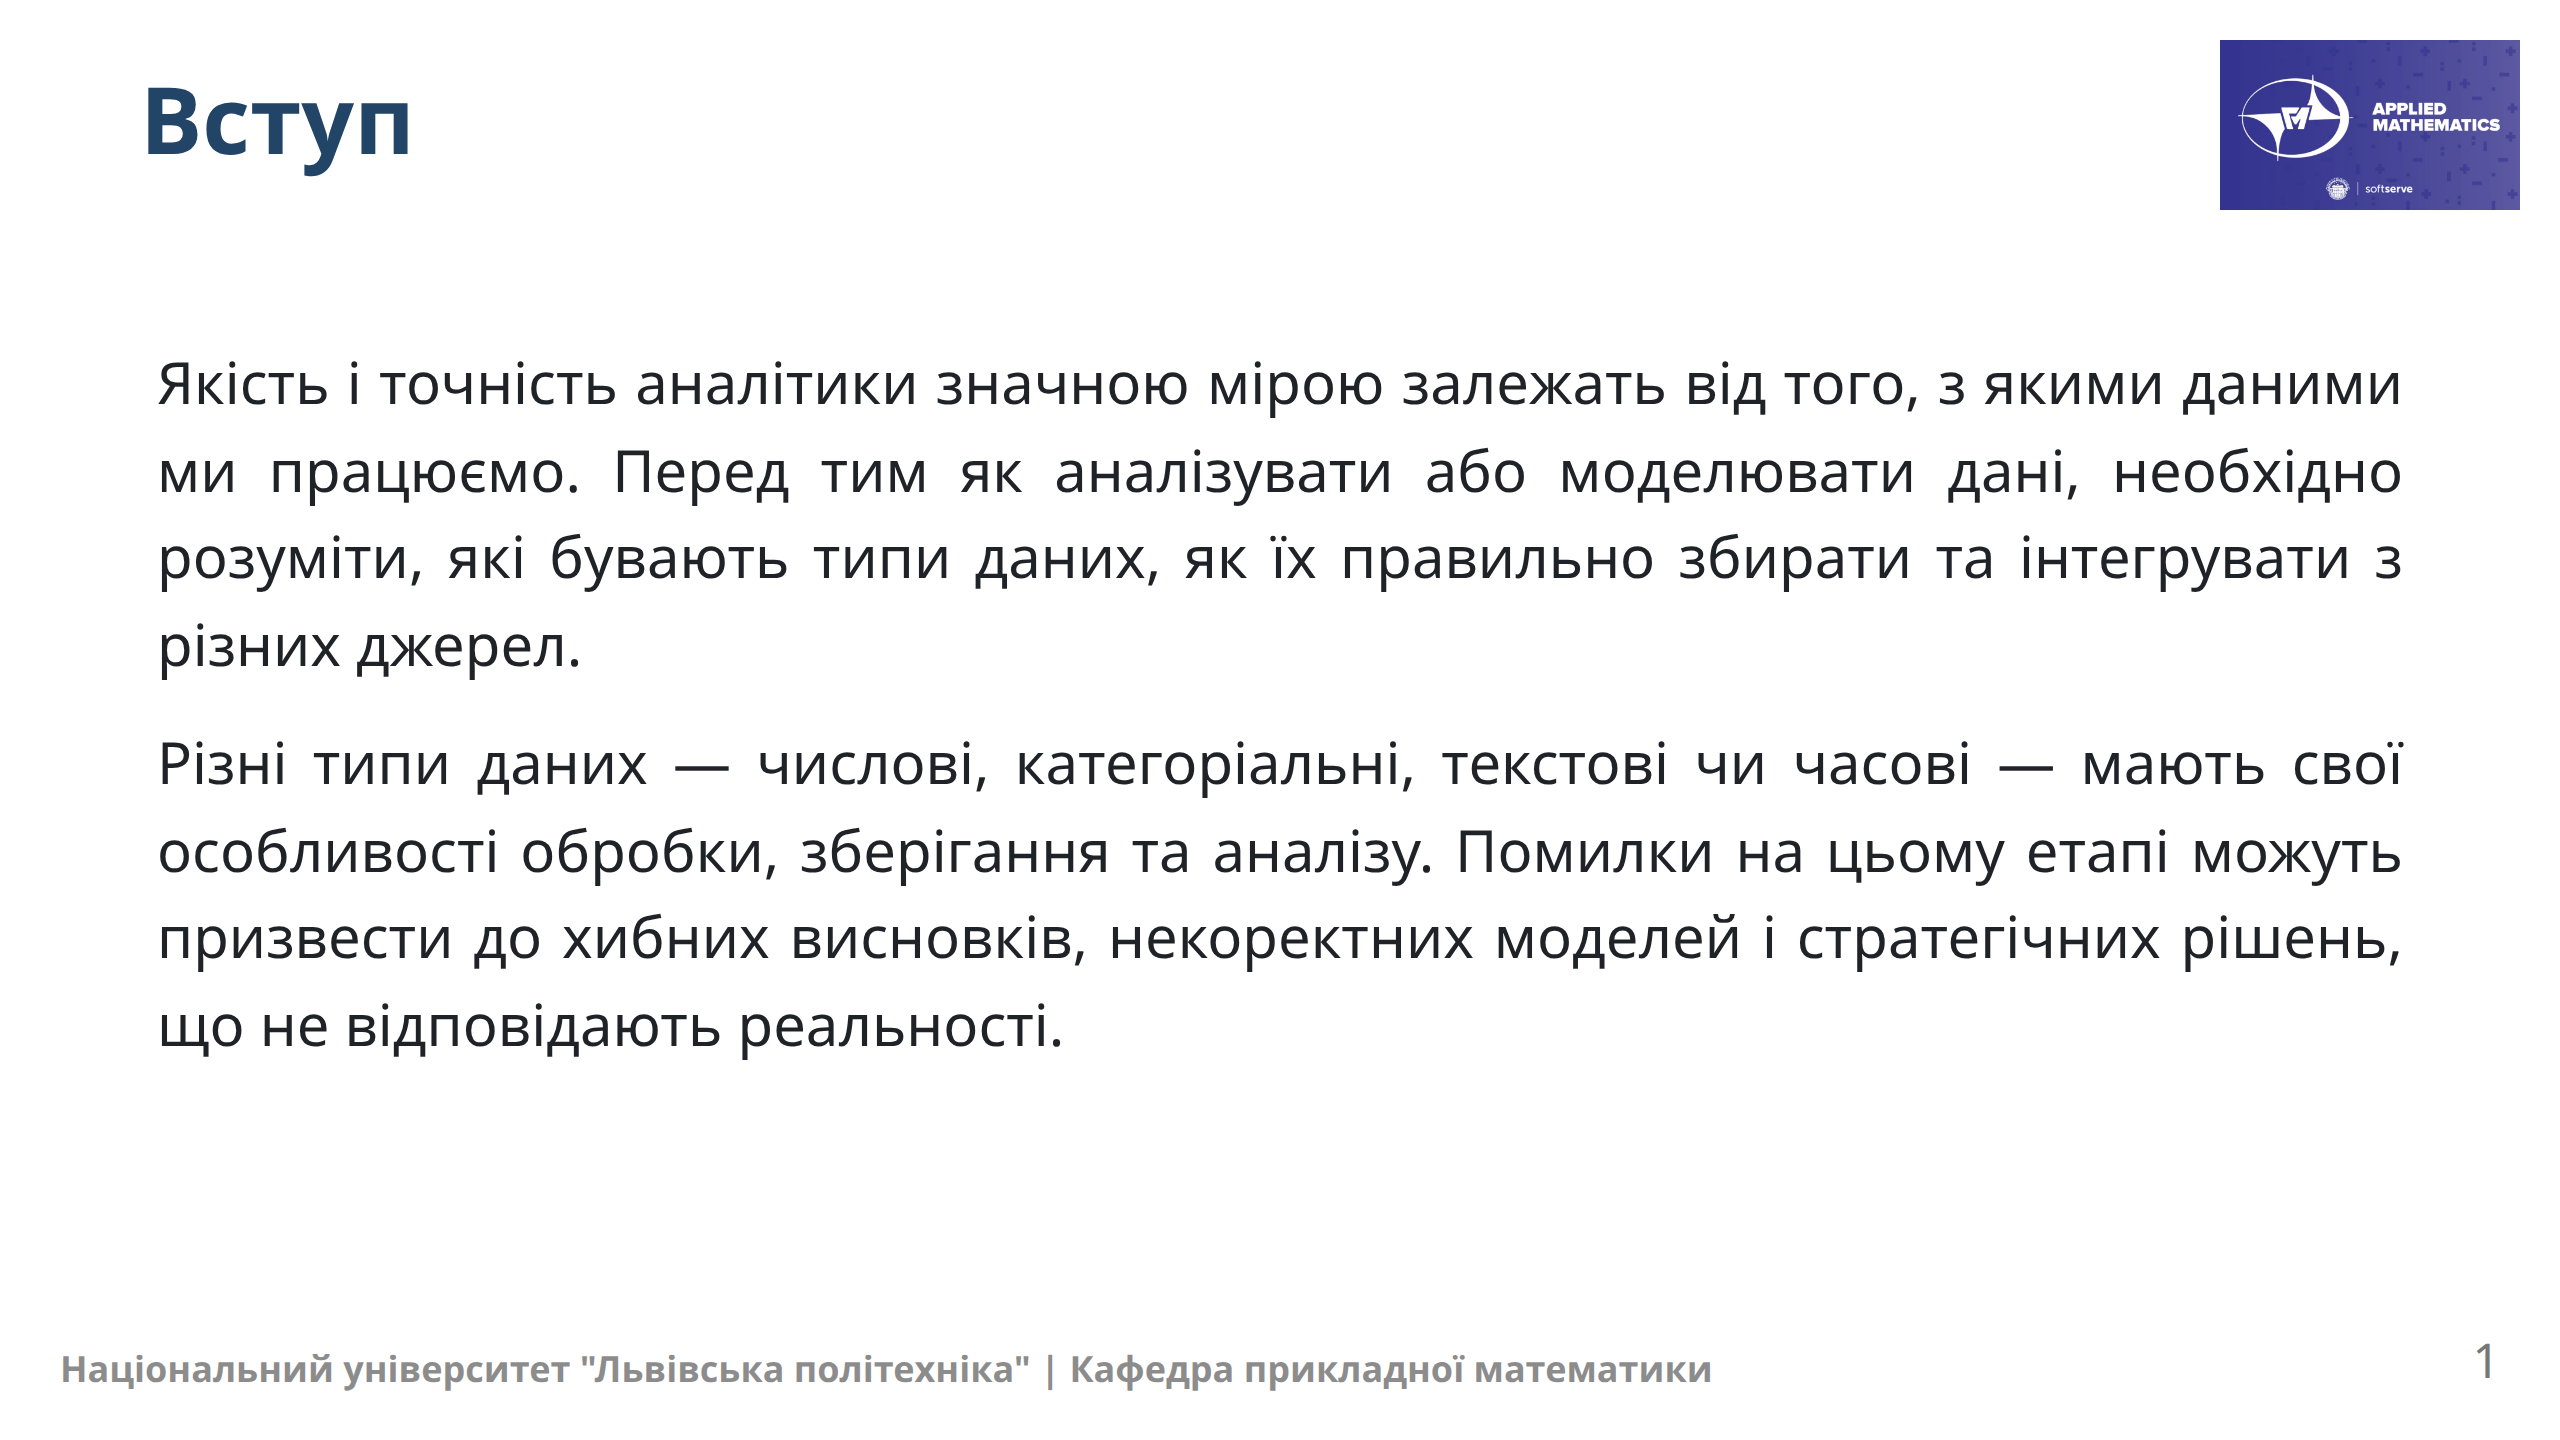 Вступ
APPLIED
MATHEMATICS
softserve
Якість і точність аналітики значною мірою залежать від того, з якими даними
ми працюємо. Перед тим як аналізувати або моделювати дані, необхідно
розуміти, які бувають типи даних, як їх правильно збирати та інтегрувати з
різних джерел.
Різні типи даних — числові, категоріальні, текстові чи часові — мають свої
особливості обробки, зберігання та аналізу. Помилки на цьому етапі можуть
призвести до хибних висновків, некоректних моделей і стратегічних рішень,
що не відповідають реальності.
Національний університет "Львівська політехніка" | Кафедра прикладної математики
1